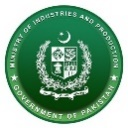 MINISTRY OF INDUSTRIES AND PRODUCTION
GOVERNMENT OF PAKISTAN